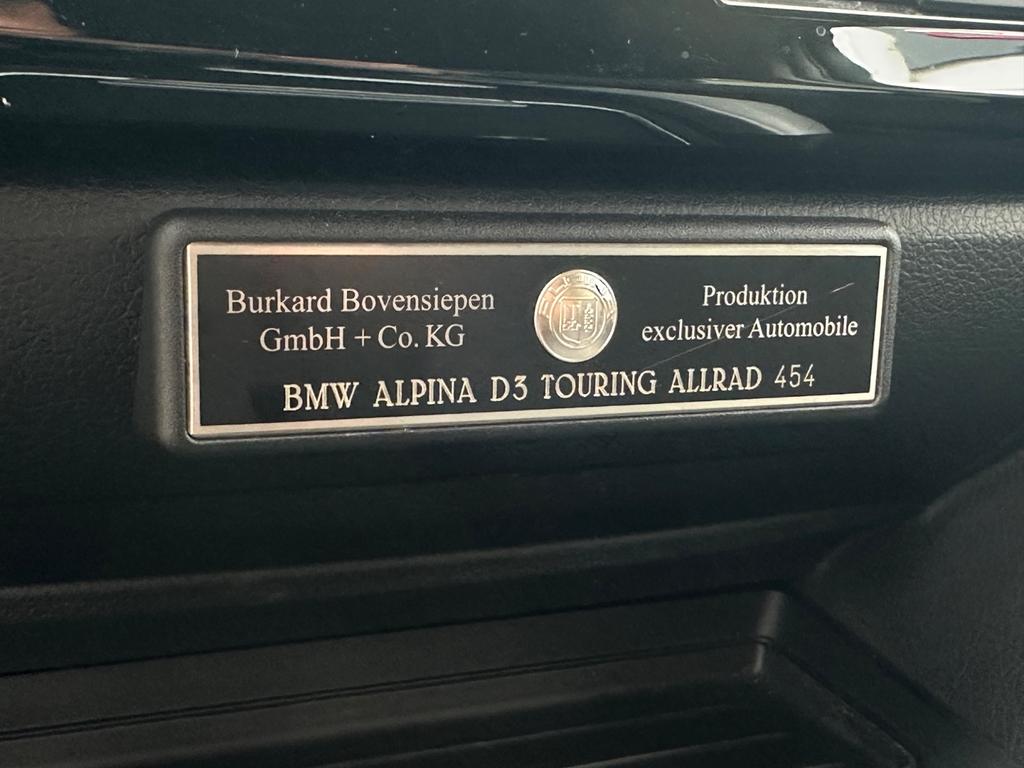 Burkard Bovensiepen
GmbH + Co. KG
Produktion
exclusiver Automobile
BMW ALPINA D3 TOURING ALLRAD 454